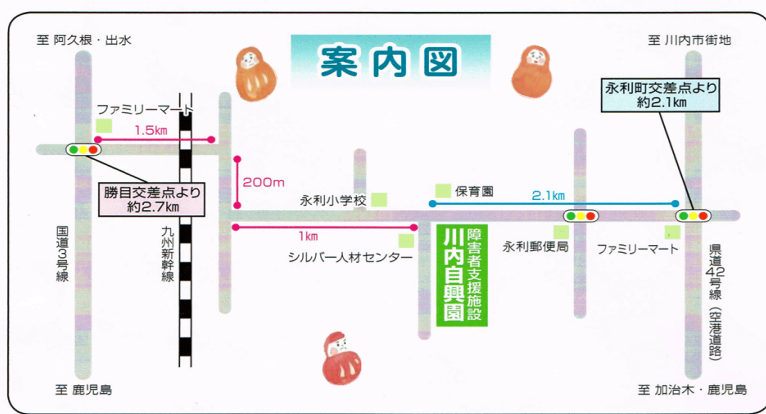 案内図
至 阿久根・出水
至 川内市街地
永利町交差点より
約2.1km
ファミリーマート
1.5km
勝目交差点より
約2.7km
200m
永利小学校
保育園
2.1km
1km
シルバー人材センター
障害者支援施設
川内自興園
永利郵便局
ファミリーマート
国道3号線
九州新幹線
県道42号線(空港道路)
至 鹿児島
至 加治木・鹿児島